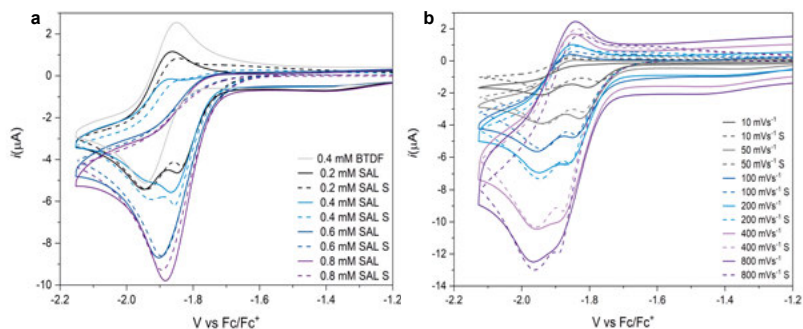 a
2
0
-2
-4
-6
-8
-10
i(μA)
-2.2 -2.0 -1.8 -1.6 -1.4 -1.2
V vs Fc/Fc⁺
0.4 mM BTDF
0.2 mM SAL
0.2 mM SAL S
0.4 mM SAL
0.4 mM SAL S
0.6 mM SAL
0.6 mM SAL S
0.8 mM SAL
0.8 mM SAL S
b
4
2
0
-2
-4
-6
-8
-10
-12
-14
i(μA)
-2.2 -2.0 -1.8 -1.6 -1.4 -1.2
V vs Fc/Fc⁺
10 mVs⁻¹
10 mVs⁻¹ S
50 mVs⁻¹
50 mVs⁻¹ S
100 mVs⁻¹
100 mVs⁻¹ S
200 mVs⁻¹
200 mVs⁻¹ S
400 mVs⁻¹
400 mVs⁻¹ S
800 mVs⁻¹
800 mVs⁻¹ S